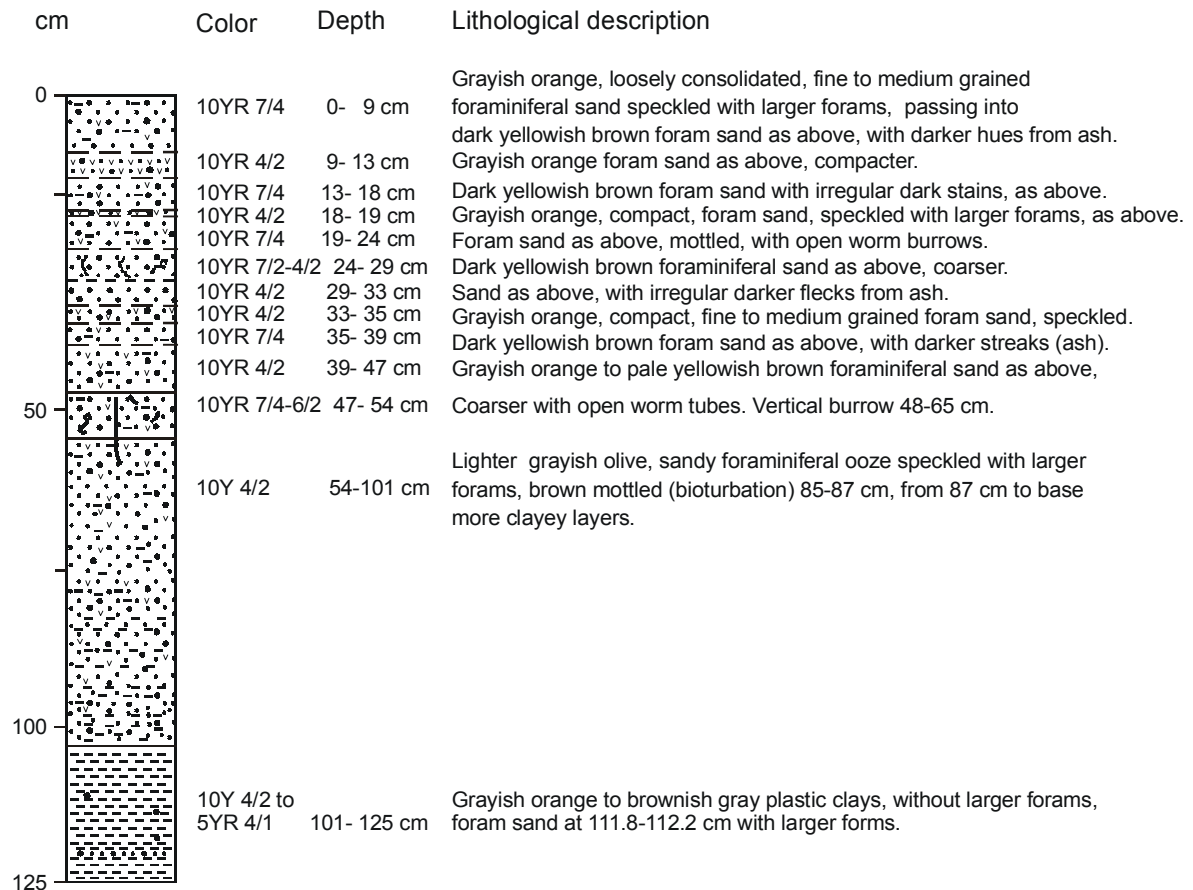 cm Color Depth Lithological description
Grayish orange, loosely consolidated, fine to medium grained
0 10YR 7/4 0- 9 cm foraminiferal sand speckled with larger forams, passing into
dark yellowish brown foram sand as above, with darker hues from ash.
10YR 4/2 9- 13 cm Grayish orange foram sand as above, compacter.
10YR 7/4 13- 18 cm Dark yellowish brown foram sand with irregular dark stains, as above.
10YR 4/2 18- 19 cm Grayish orange, compact, foram sand, speckled with larger forams, as above.
10YR 7/4 19- 24 cm Foram sand as above, mottled, with open worm burrows.
10YR 7/2-4/2 24- 29 cm Dark yellowish brown foraminiferal sand as above, coarser.
10YR 4/2 29- 33 cm Sand as above, with irregular darker flecks from ash.
10YR 4/2 33- 35 cm Grayish orange, compact, fine to medium grained foram sand, speckled.
10YR 7/4 35- 39 cm Dark yellowish brown foram sand as above, with darker streaks (ash).
10YR 4/2 39- 47 cm Grayish orange to pale yellowish brown foraminiferal sand as above,
50 10YR 7/4-6/2 47- 54 cm Coarser with open worm tubes. Vertical burrow 48-65 cm.
Lighter grayish olive, sandy foraminiferal ooze speckled with larger
10Y 4/2 54-101 cm forams, brown mottled (bioturbation) 85-87 cm, from 87 cm to base
more clayey layers.
100
10Y 4/2 to Grayish orange to brownish gray plastic clays, without larger forams,
5YR 4/1 101- 125 cm foram sand at 111.8-112.2 cm with larger forms.
125